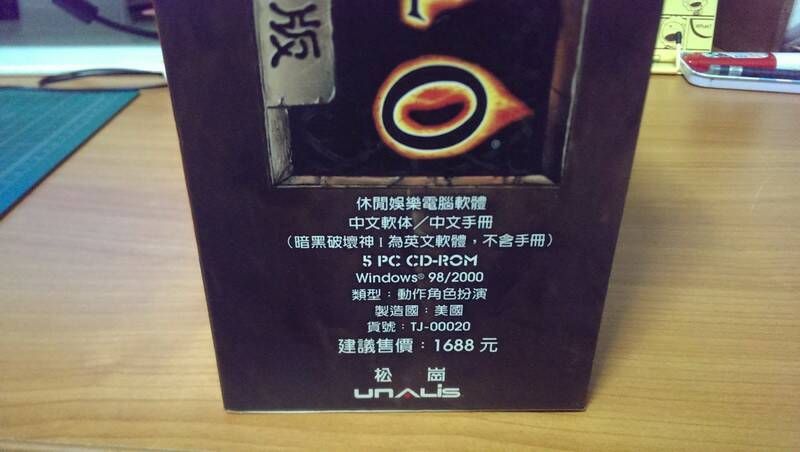 版
O
休閒娛樂電腦軟體
中文軟体／中文手冊
（暗黑破壞神 I 為英文軟體，不含手冊）
5 PC CD-ROM
Windows® 98/2000
類型：動作角色扮演
製造國：美國
貨號：TJ-00020
建議售價：1688 元
松崗
UNALIS